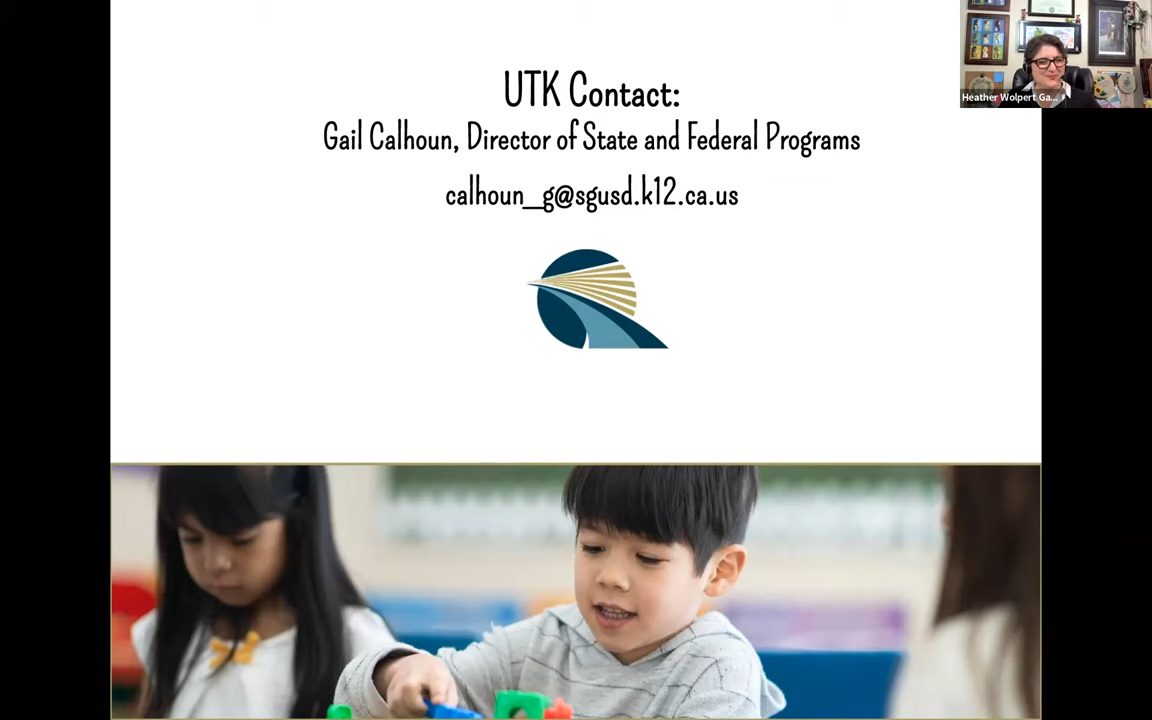 UTK Contact:
Gail Calhoun, Director of State and Federal Programs
calhoun_g@sgusd.k12.ca.us
Heather Wolpert Ga...